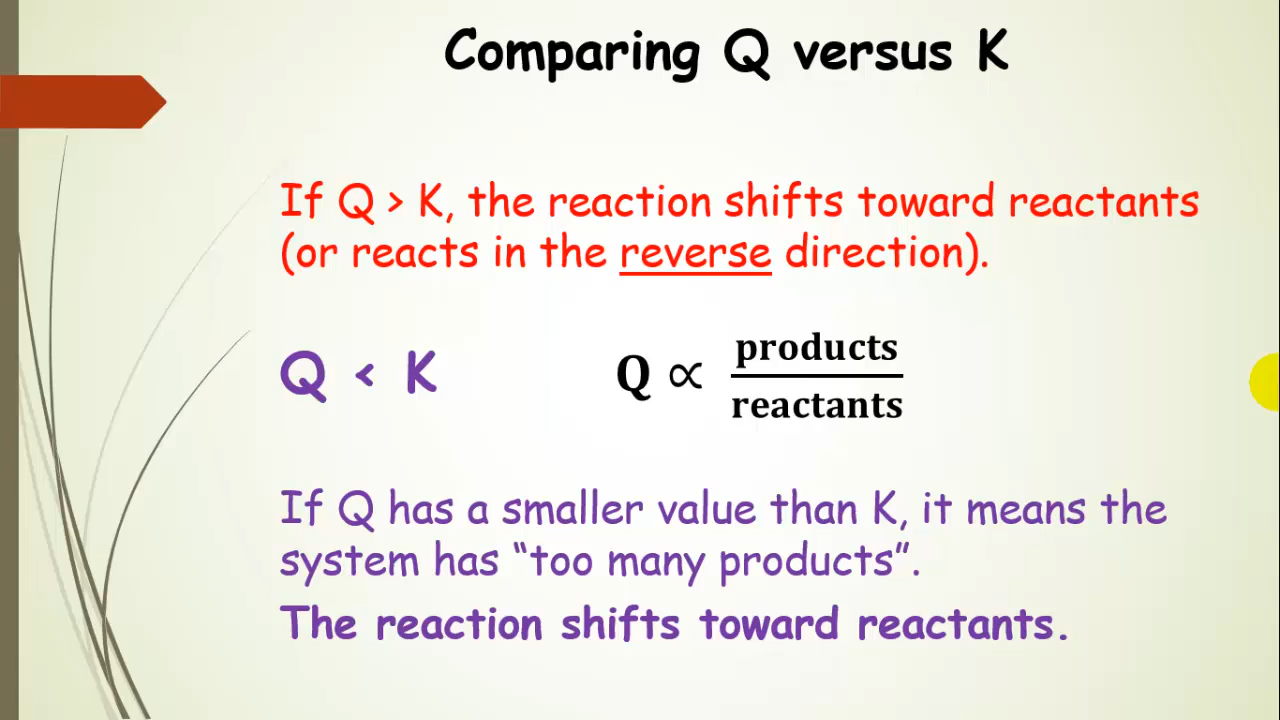 Comparing Q versus K
If Q > K, the reaction shifts toward reactants
(or reacts in the reverse direction).
Q < K
Q ∝ products
reactants
If Q has a smaller value than K, it means the
system has “too many products”.
The reaction shifts toward reactants.